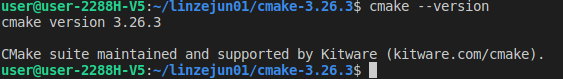 user@user-2288H-V5:~/linzejun01/cmake-3.26.3$ cmake --version
cmake version 3.26.3
CMake suite maintained and supported by Kitware (kitware.com/cmake).
user@user-2288H-V5:~/linzejun01/cmake-3.26.3$